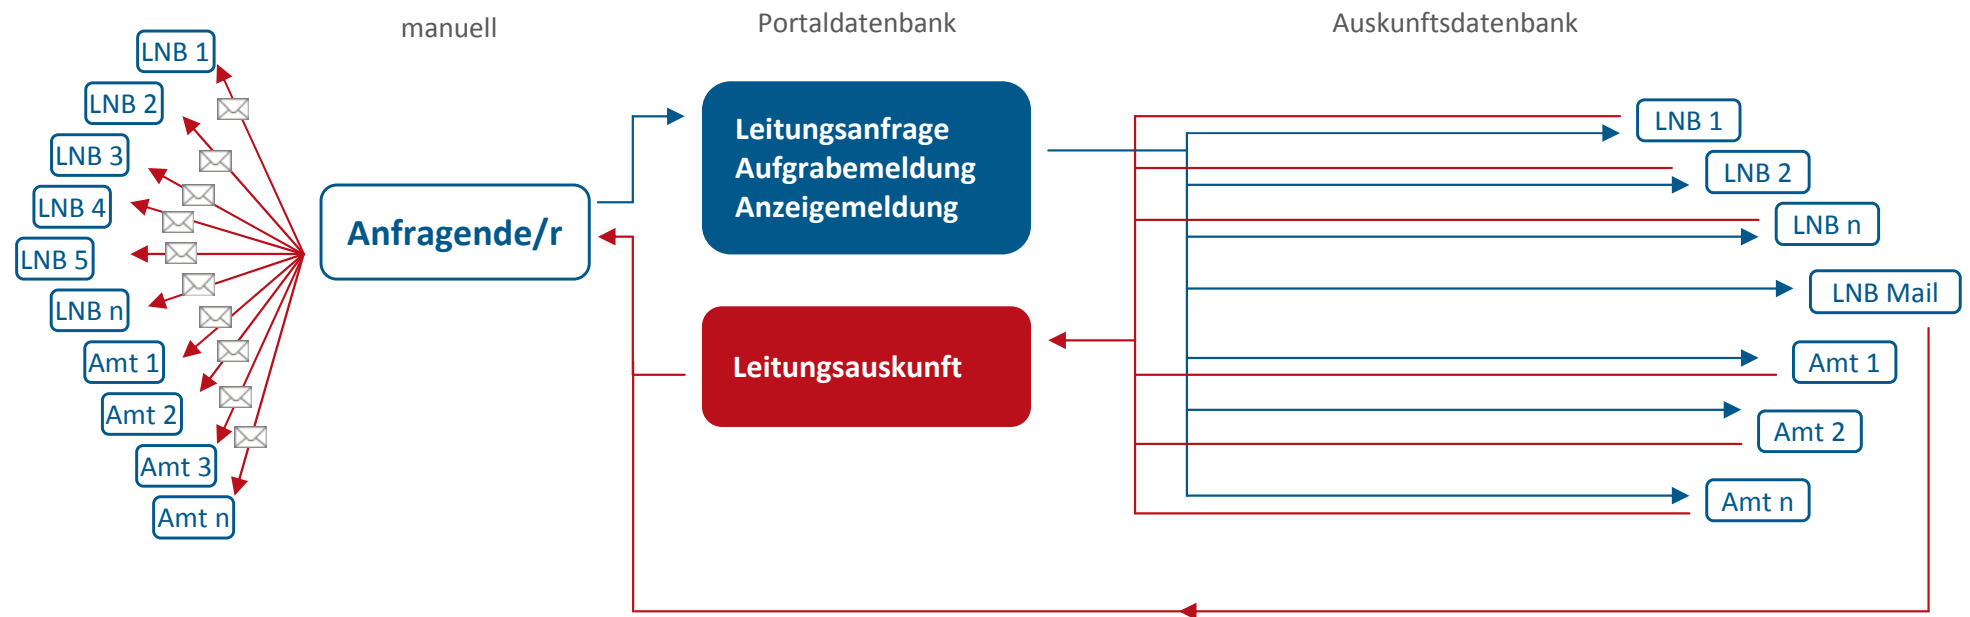 manuell
Portaldatenbank
Auskunftsdatenbank
LNB 1
LNB 2
LNB 3
LNB 4
LNB 5
LNB n
Amt 1
Amt 2
Amt 3
Amt n
Anfragende/r
Leitungsanfrage
Aufgrabemeldung
Anzeigemeldung
Leitungsauskunft
LNB 1
LNB 2
LNB n
LNB Mail
Amt 1
Amt 2
Amt n